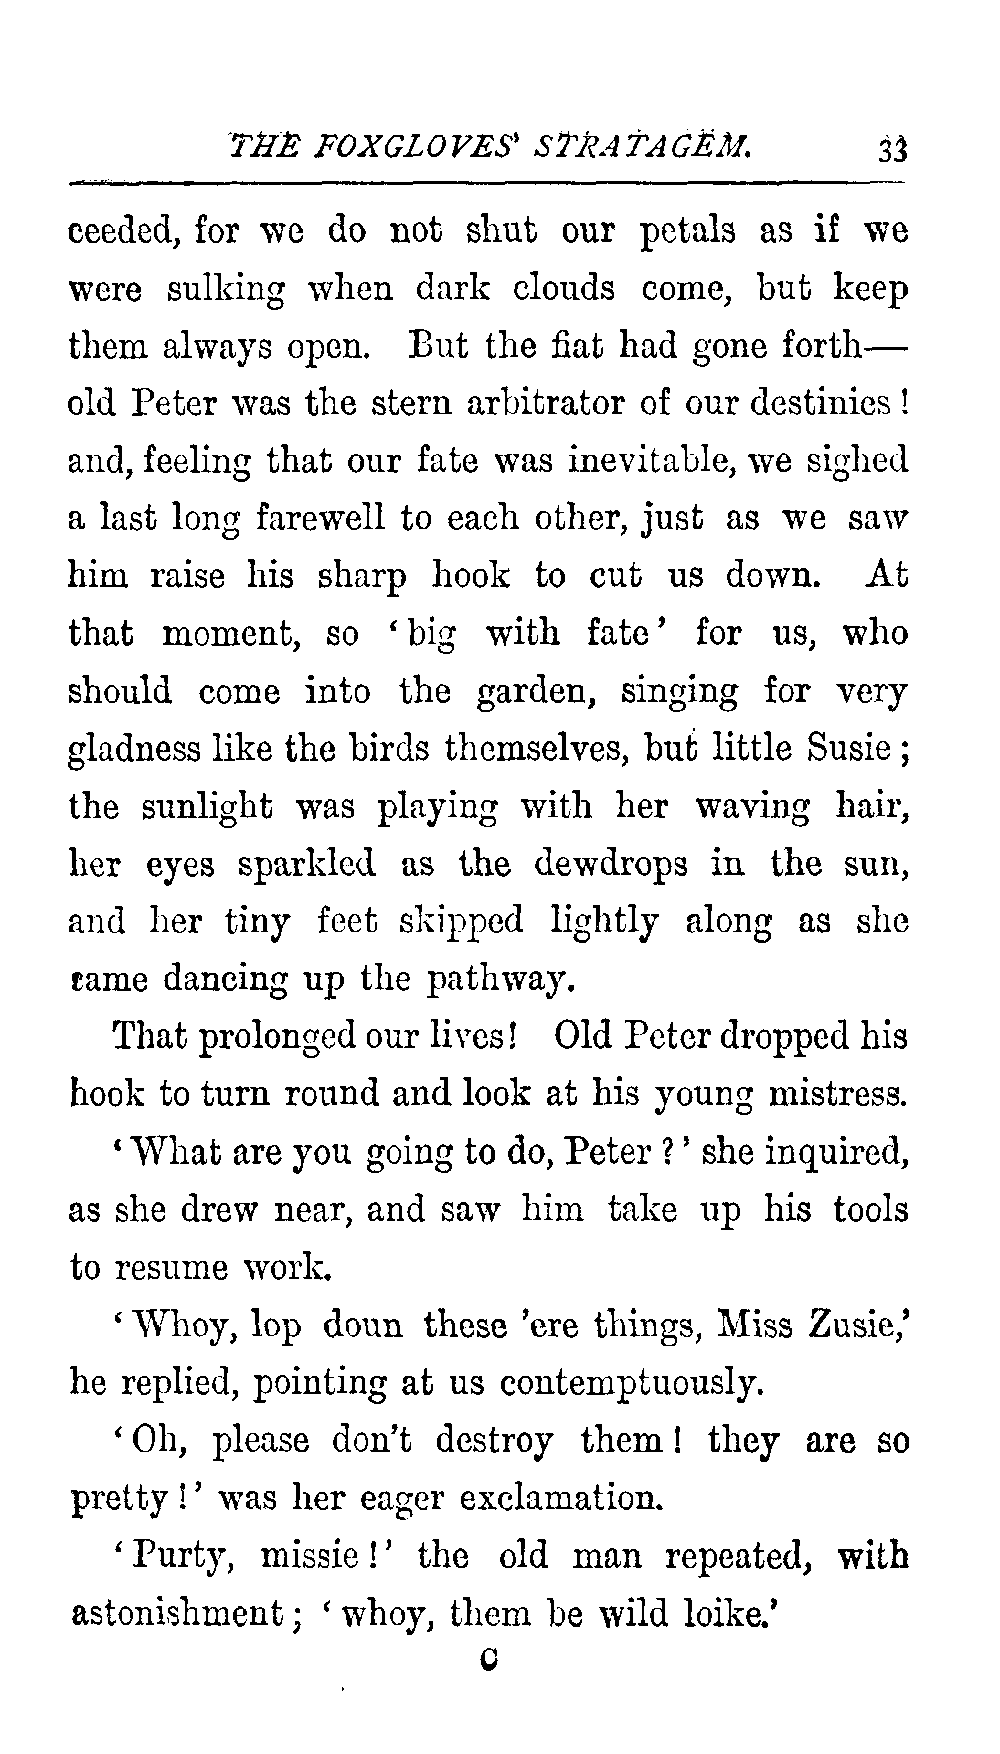 THE FOXGLOVES' STRATAGEM. 33
ceeded, for we do not shut our petals as if we
were sulking when dark clouds come, but keep
them always open. But the fiat had gone forth—
old Peter was the stern arbitrator of our destinies!
and, feeling that our fate was inevitable, we sighed
a last long farewell to each other, just as we saw
him raise his sharp hook to cut us down. At
that moment, so 'big with fate' for us, who
should come into the garden, singing for very
gladness like the birds themselves, but little Susie;
the sunlight was playing with her waving hair,
her eyes sparkled as the dewdrops in the sun,
and her tiny feet skipped lightly along as she
came dancing up the pathway.
That prolonged our lives! Old Peter dropped his
hook to turn round and look at his young mistress.
'What are you going to do, Peter?' she inquired,
as she drew near, and saw him take up his tools
to resume work.
'Whoy, lop doun these 'ere things, Miss Zusie,'
he replied, pointing at us contemptuously.
'Oh, please don't destroy them! they are so
pretty!' was her eager exclamation.
'Purty, missie!' the old man repeated, with
astonishment; 'whoy, them be wild loike.'
C